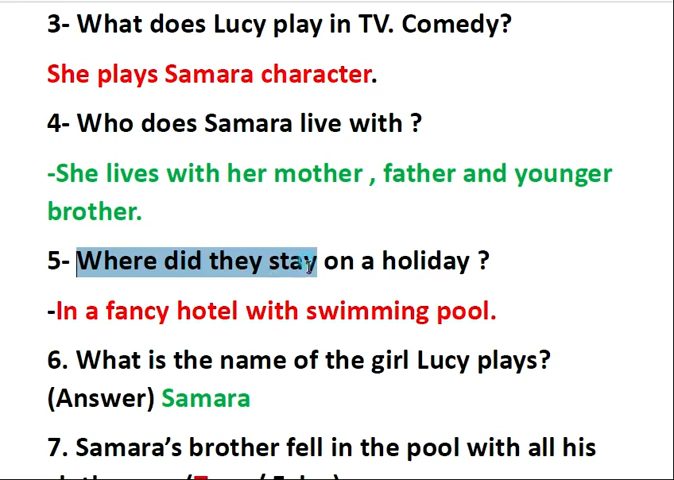 3- What does Lucy play in TV. Comedy?
She plays Samara character.
4- Who does Samara live with ?
-She lives with her mother , father and younger
brother.
5- Where did they stay on a holiday ?
-In a fancy hotel with swimming pool.
6. What is the name of the girl Lucy plays?
(Answer) Samara
7. Samara’s brother fell in the pool with all his